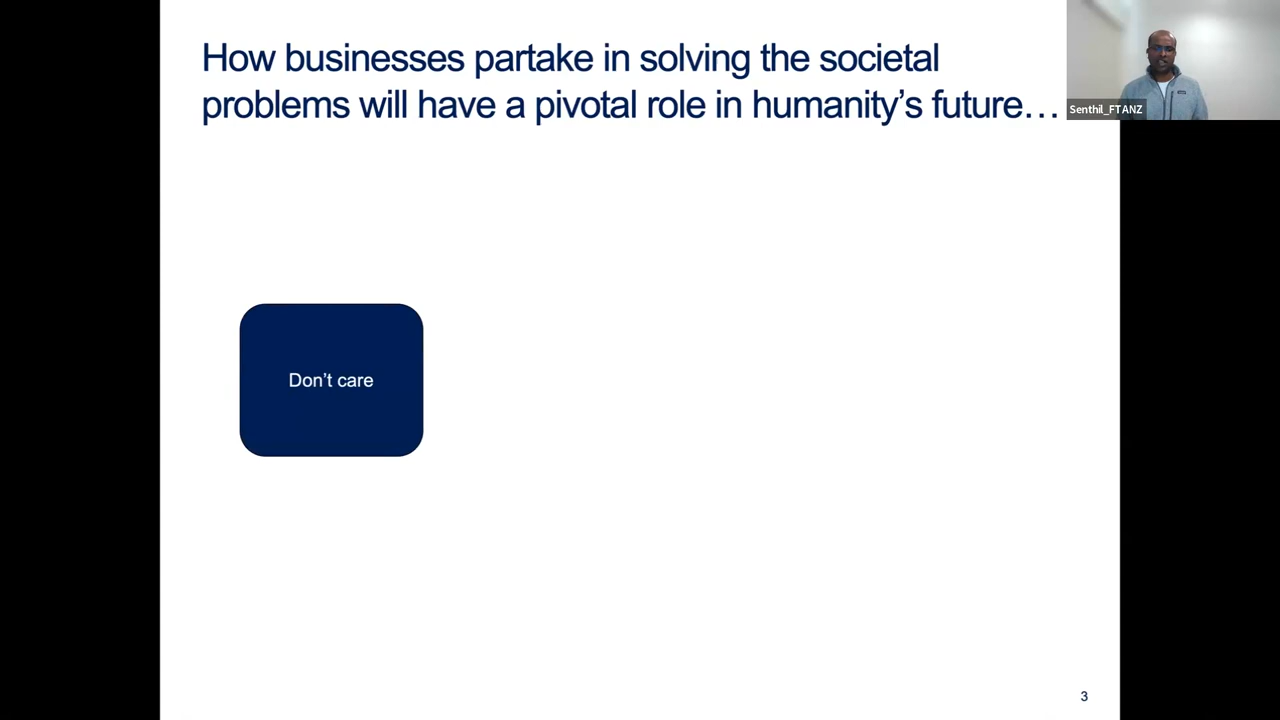 How businesses partake in solving the societal
problems will have a pivotal role in humanity’s future…
Senthil_FTANZ
Don’t care
3